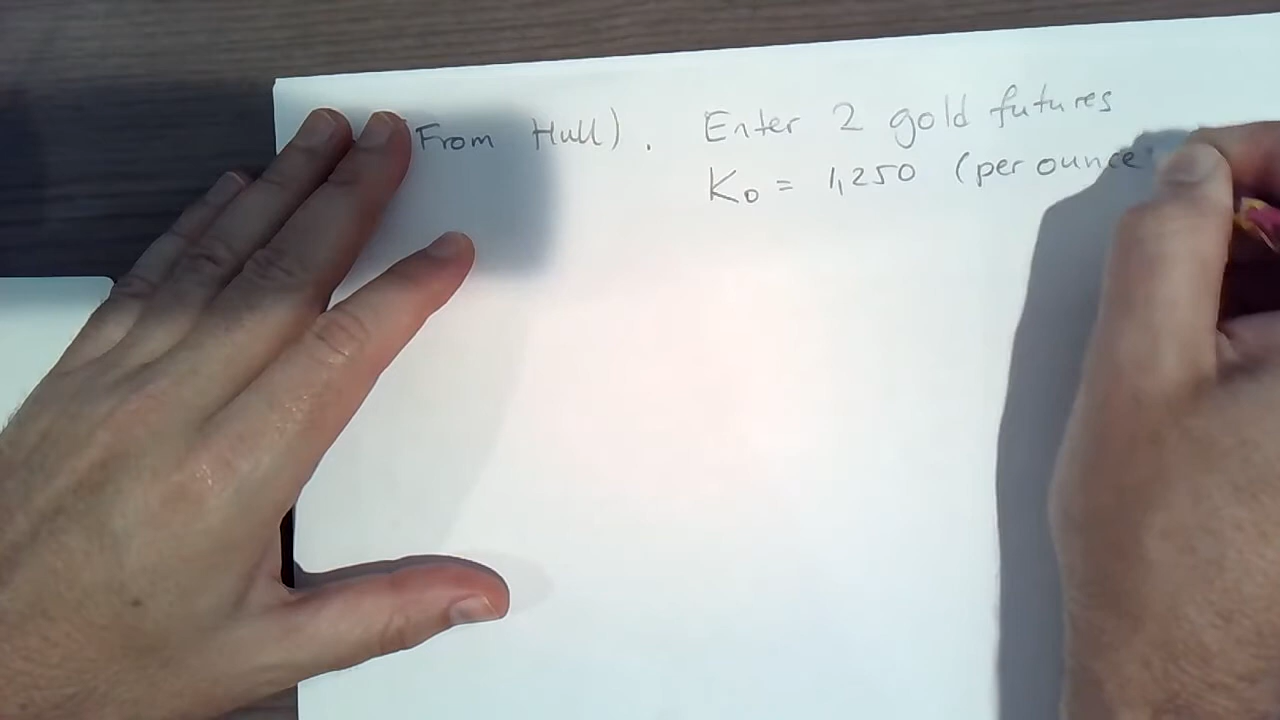 From Hull). Enter 2 gold futures
K0 = 1,250 (per ounce